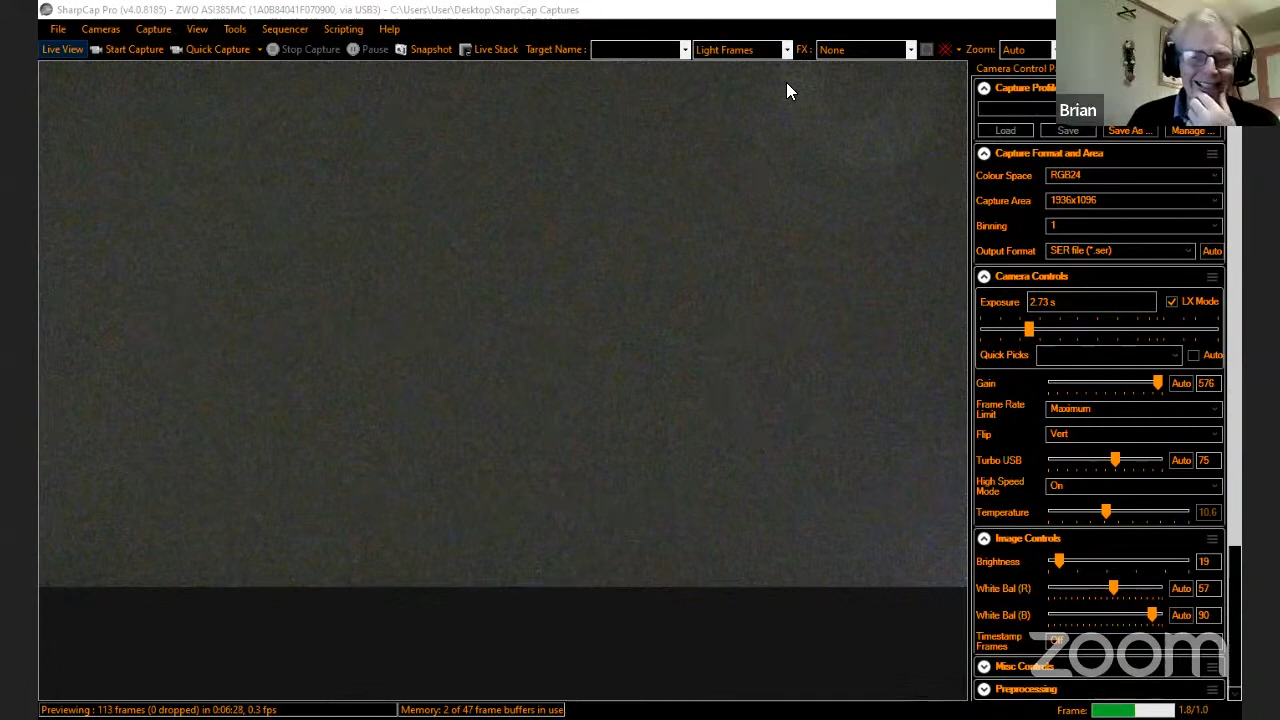 SharpCap Pro (v4.0.8185) - ZWO ASI385MC (1A0B84041F070900, via USB3) - C:\Users\User\Desktop\SharpCap Captures
File Cameras Capture View Tools Sequencer Scripting Help
Live View Start Capture Quick Capture Stop Capture Pause Snapshot Live Stack Target Name : Light Frames FX : None Zoom: Auto
Brian
Camera Control P
Capture Profil
Load Save Save As ... Manage ...
Capture Format and Area
Colour Space RGB24
Capture Area 1936x1096
Binning 1
Output Format SER file (*.ser) Auto
Camera Controls
Exposure 2.73 s LX Mode
Quick Picks Auto
Gain Auto 576
Frame Rate Limit Maximum
Flip Vert
Turbo USB Auto 75
High Speed Mode On
Temperature 10.6
Image Controls
Brightness 19
White Bal (R) Auto 57
White Bal (B) Auto 90
Timestamp Frames Off
zoom
Misc Controls
Preprocessing
Previewing : 113 frames (0 dropped) in 0:06:28, 0.3 fps Memory: 2 of 47 frame buffers in use Frame: 1.8/1.0